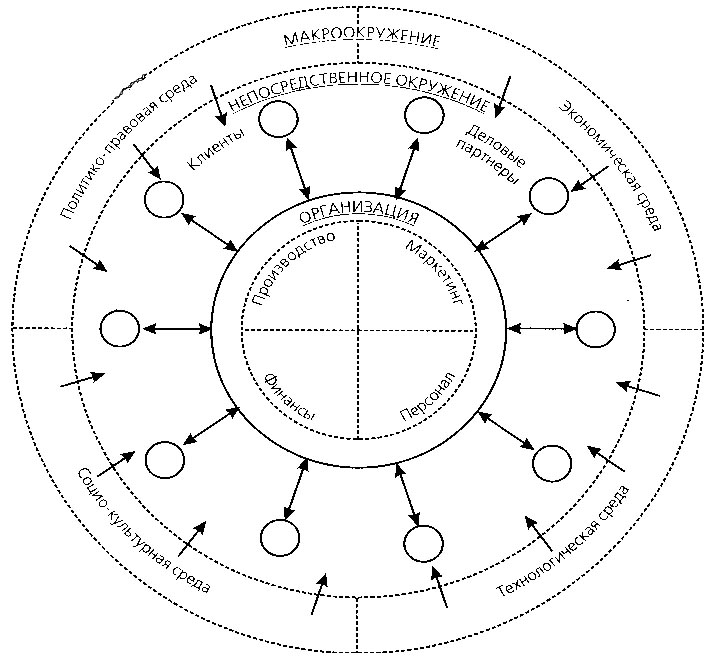 МАКРООКРУЖЕНИЕ
НЕПОСРЕДСТВЕННОЕ ОКРУЖЕНИЕ
Политико-правовая среда
Экономическая среда
Клиенты
Деловые
партнеры
ОРГАНИЗАЦИЯ
Производство
Маркетинг
Финансы
Персонал
Социо-культурная среда
Технологическая среда